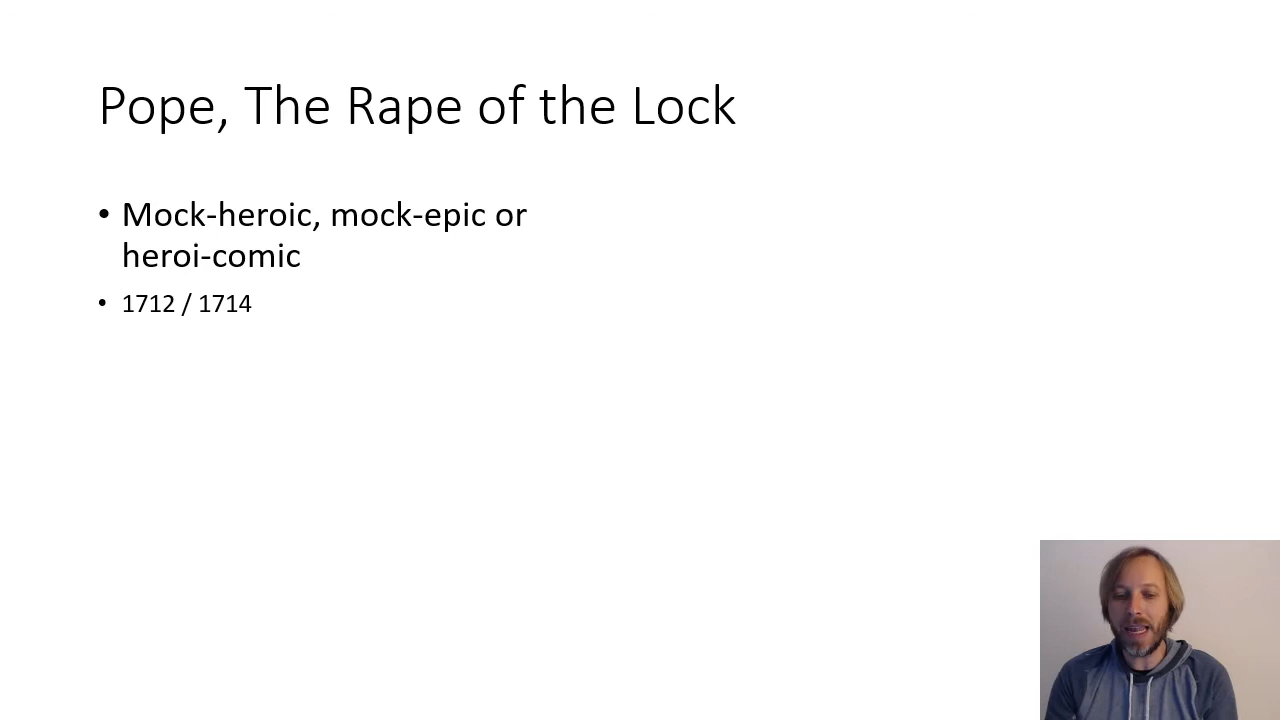 Pope, The Rape of the Lock
• Mock-heroic, mock-epic or
heroi-comic
• 1712 / 1714